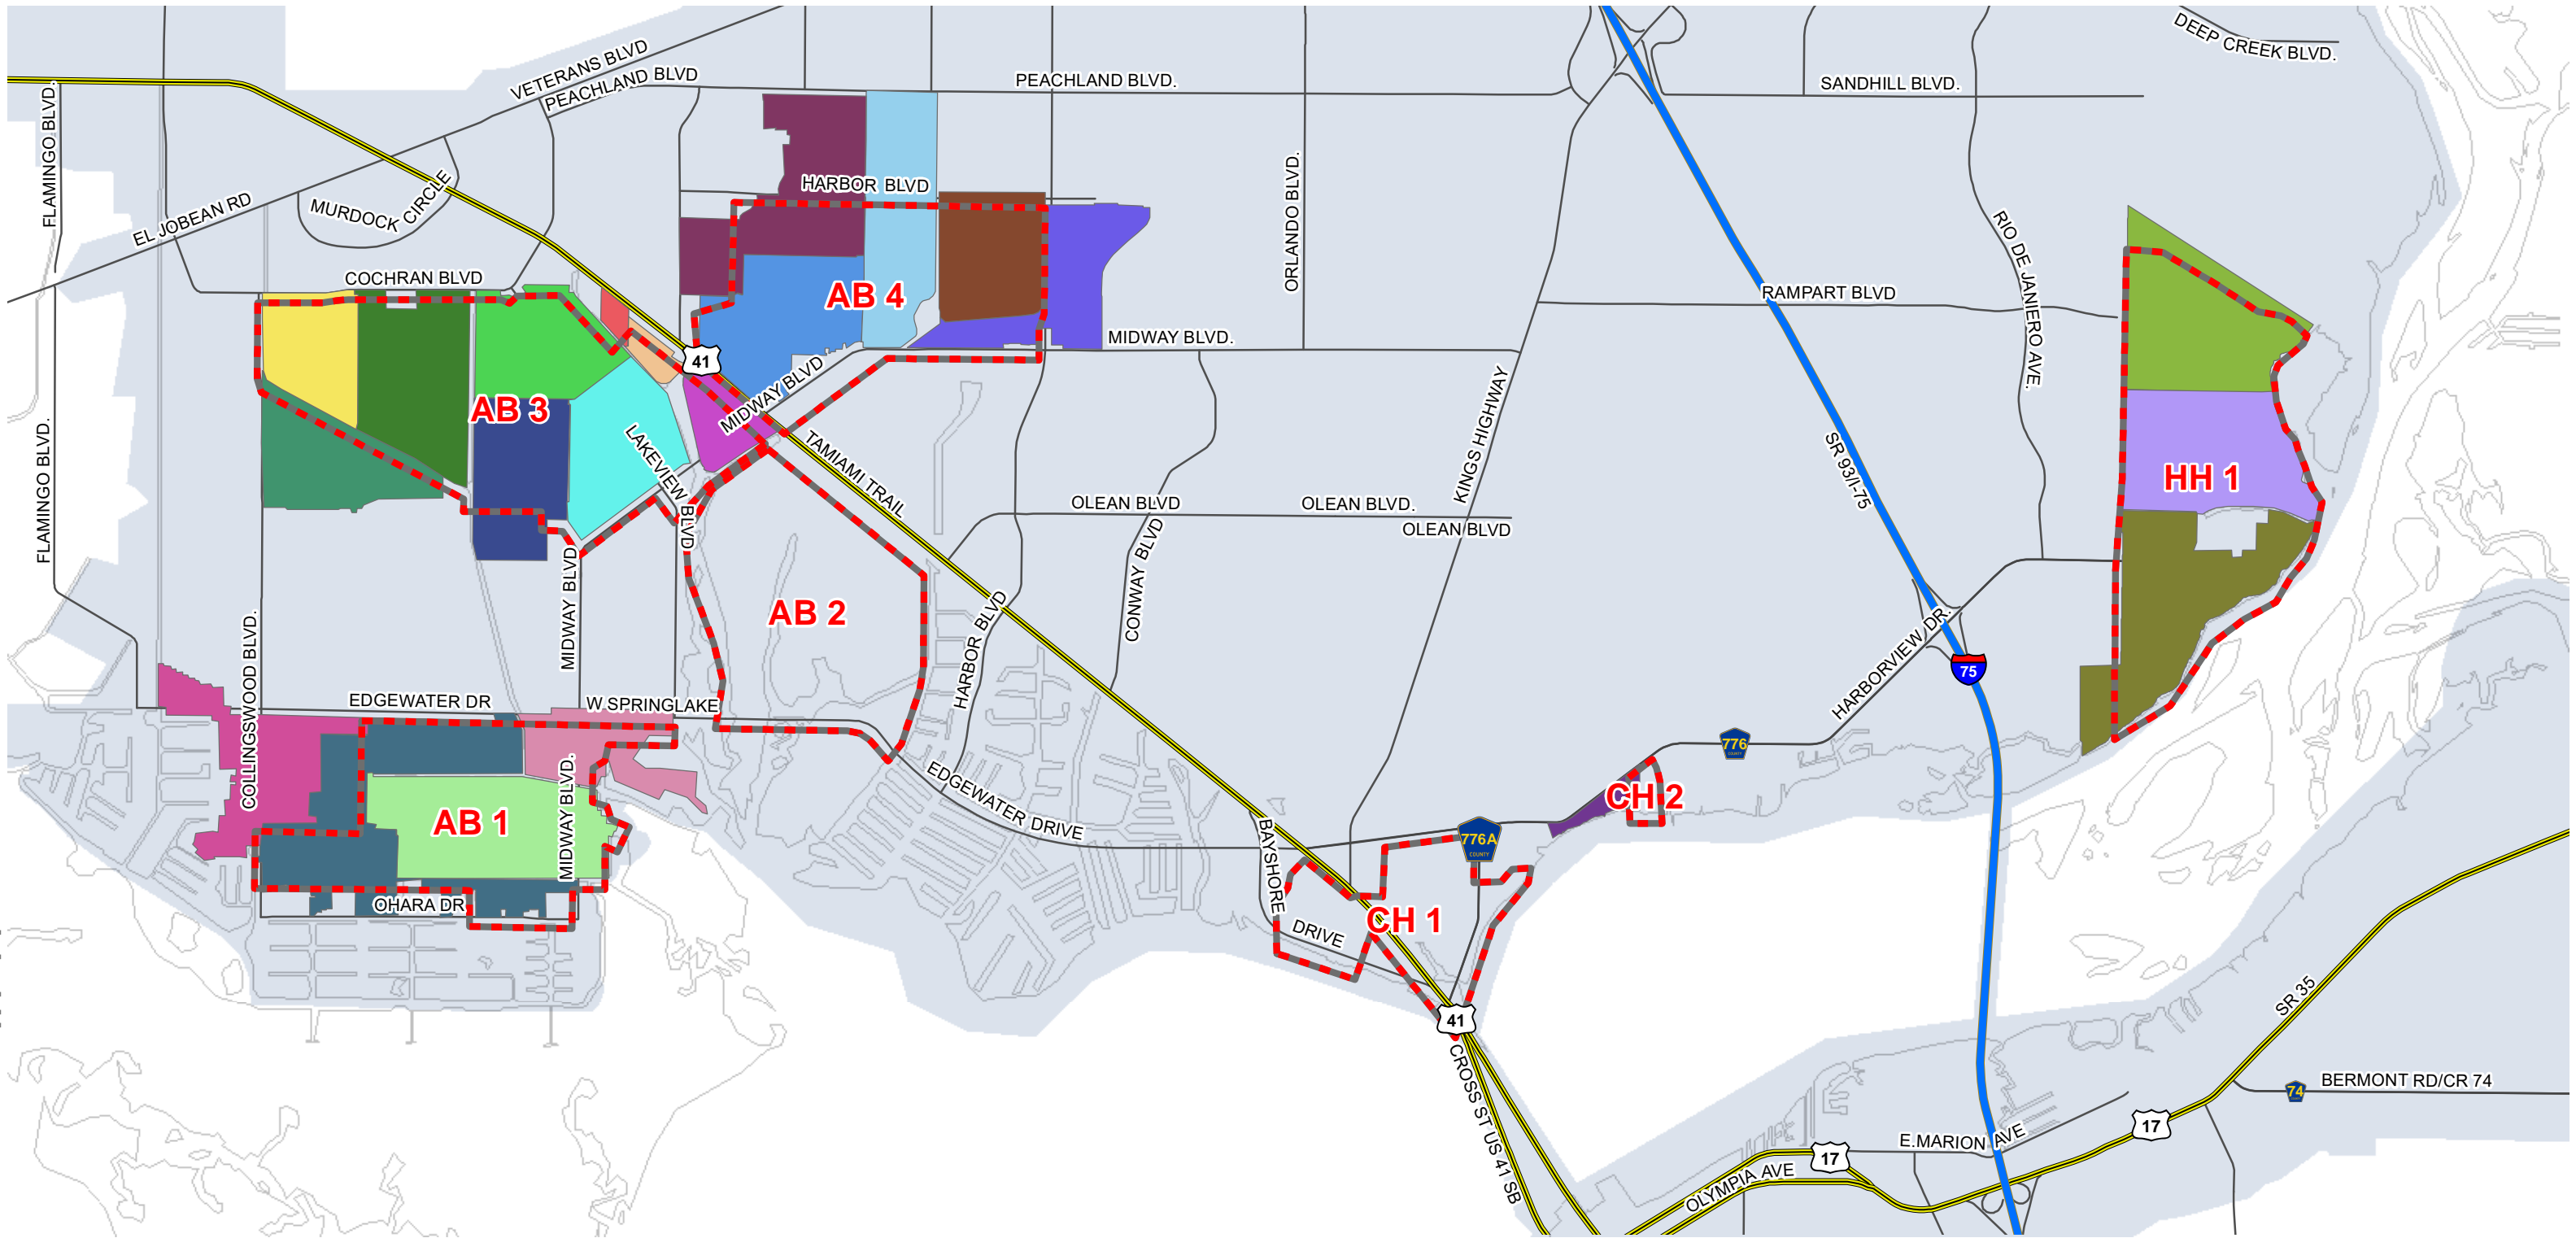 DEEP CREEK BLVD.
VETERANS BLVD
PEACHLAND BLVD
PEACHLAND BLVD.
SANDHILL BLVD.
FLAMINGO BLVD.
MURDOCK CIRCLE
HARBOR BLVD
EL JOBEAN RD
ORLANDO BLVD.
RIO DE JANIERO AVE.
COCHRAN BLVD
AB 4
RAMPART BLVD
41
MIDWAY BLVD.
MIDWAY BLVD
AB 3
KINGS HIGHWAY
LAKEVIEW BLVD
TAMIAMI TRAIL
SR 93/I-75
HH 1
FLAMINGO BLVD.
OLEAN BLVD
OLEAN BLVD.
OLEAN BLVD
CONWAY BLVD
MIDWAY BLVD
AB 2
HARBOR BLVD
COLLINGSWOOD BLVD.
HARBORVIEW DR.
75
EDGEWATER DR
W SPRINGLAKE
776
COUNTY
EDGEWATER DRIVE
CH 2
MIDWAY BLVD.
AB 1
776A
COUNTY
BAYSHORE DRIVE
OHARA DR
CH 1
41
SR 35
CROSS ST US 41 SB
74
BERMONT RD/CR 74
17
E.MARION AVE
17
OLYMPIA AVE